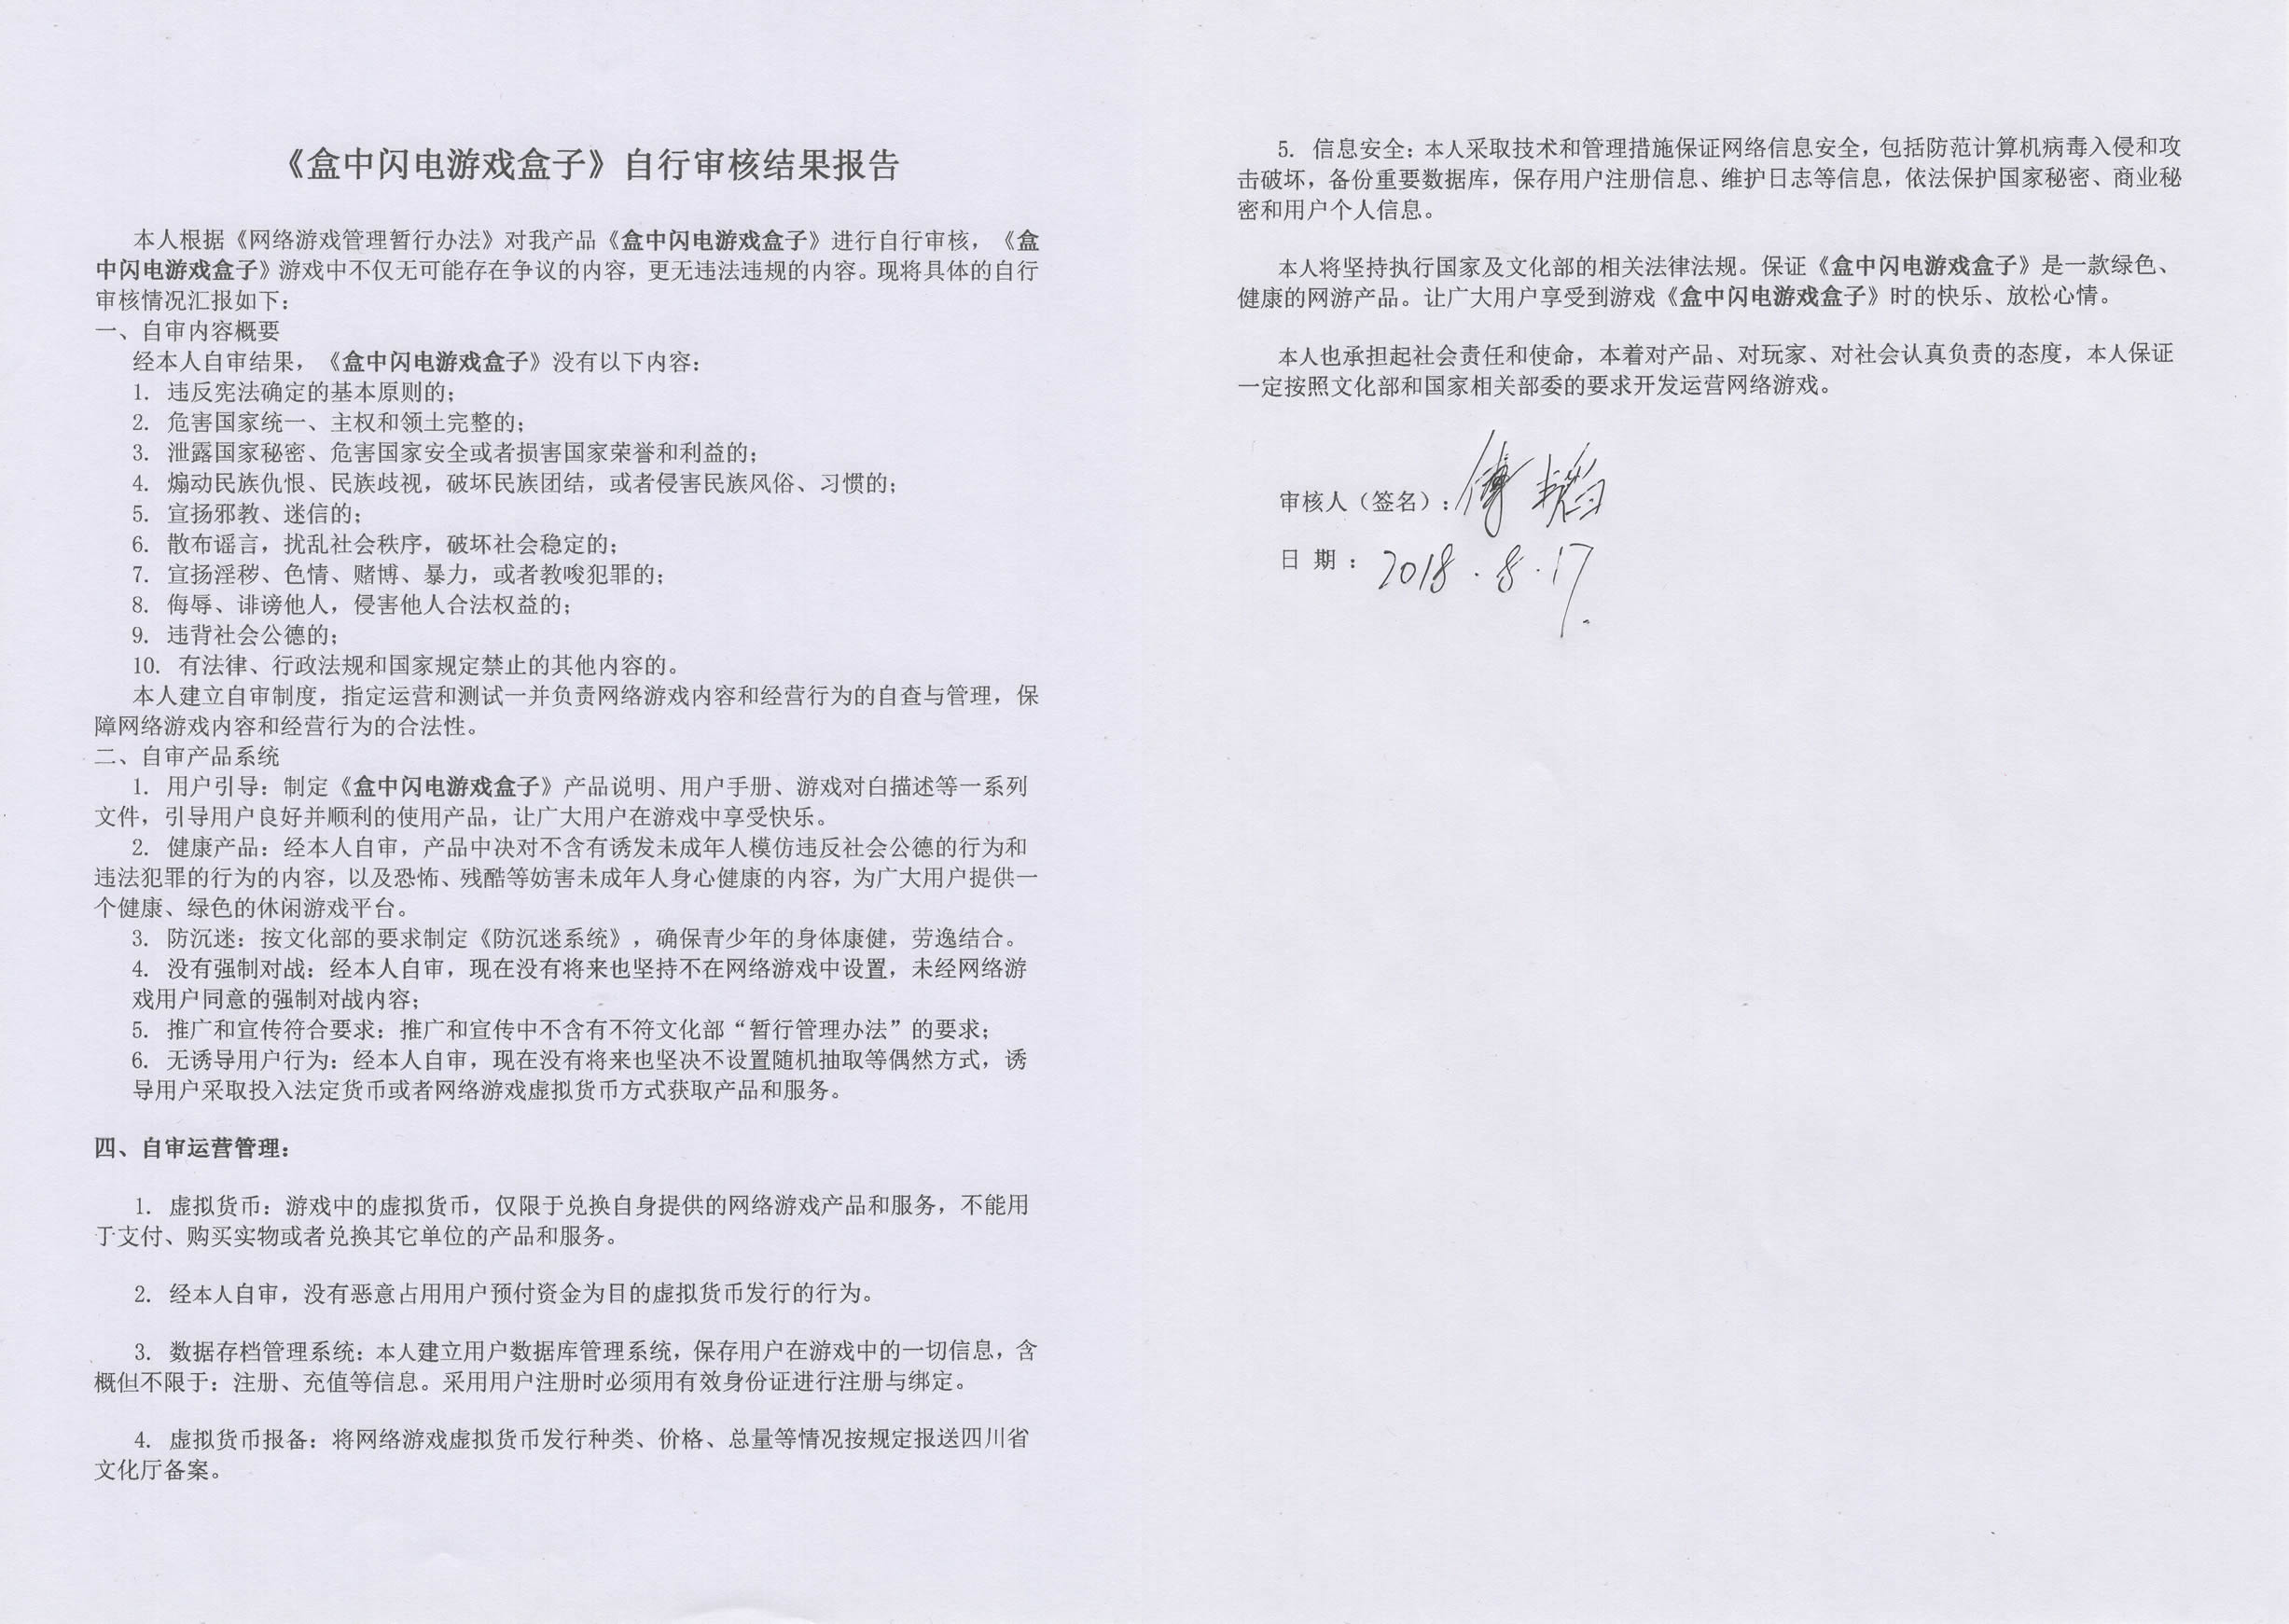 《盒中闪电游戏盒子》自行审核结果报告
本人根据《网络游戏管理暂行办法》对我产品《盒中闪电游戏盒子》进行自行审核，《盒
中闪电游戏盒子》游戏中不仅无可能存在争议的内容，更无违法违规的内容。现将具体的自行
审核情况汇报如下：
一、自审内容概要
经本人自审结果，《盒中闪电游戏盒子》没有以下内容：
1. 违反宪法确定的基本原则的；
2. 危害国家统一、主权和领土完整的；
3. 泄露国家秘密、危害国家安全或者损害国家荣誉和利益的；
4. 煽动民族仇恨、民族歧视，破坏民族团结，或者侵害民族风俗、习惯的；
5. 宣扬邪教、迷信的；
6. 散布谣言，扰乱社会秩序，破坏社会稳定的；
7. 宣扬淫秽、色情、赌博、暴力，或者教唆犯罪的；
8. 侮辱、诽谤他人，侵害他人合法权益的；
9. 违背社会公德的；
10. 有法律、行政法规和国家规定禁止的其他内容的。
本人建立自审制度，指定运营和测试一并负责网络游戏内容和经营行为的自查与管理，保
障网络游戏内容和经营行为的合法性。
二、自审产品系统
1. 用户引导：制定《盒中闪电游戏盒子》产品说明、用户手册、游戏对白描述等一系列
文件，引导用户良好并顺利的使用产品，让广大用户在游戏中享受快乐。
2. 健康产品：经本人自审，产品中决对不含有诱发未成年人模仿违反社会公德的行为和
违法犯罪的行为的内容，以及恐怖、残酷等妨害未成年人身心健康的内容，为广大用户提供一
个健康、绿色的休闲游戏平台。
3. 防沉迷：按文化部的要求制定《防沉迷系统》，确保青少年的身体康健，劳逸结合。
4. 没有强制对战：经本人自审，现在没有将来也坚持不在网络游戏中设置，未经网络游
戏用户同意的强制对战内容；
5. 推广和宣传符合要求：推广和宣传中不含有不符文化部“暂行管理办法”的要求；
6. 无诱导用户行为：经本人自审，现在没有将来也坚决不设置随机抽取等偶然方式，诱
导用户采取投入法定货币或者网络游戏虚拟货币方式获取产品和服务。
四、自审运营管理：
1. 虚拟货币：游戏中的虚拟货币，仅限于兑换自身提供的网络游戏产品和服务，不能用
于支付、购买实物或者兑换其它单位的产品和服务。
2. 经本人自审，没有恶意占用用户预付资金为目的虚拟货币发行的行为。
3. 数据存档管理系统：本人建立用户数据库管理系统，保存用户在游戏中的一切信息，含
概但不限于：注册、充值等信息。采用用户注册时必须用有效身份证进行注册与绑定。
4. 虚拟货币报备：将网络游戏虚拟货币发行种类、价格、总量等情况按规定报送四川省
文化厅备案。
5. 信息安全：本人采取技术和管理措施保证网络信息安全，包括防范计算机病毒入侵和攻
击破坏，备份重要数据库，保存用户注册信息、维护日志等信息，依法保护国家秘密、商业秘
密和用户个人信息。
本人将坚持执行国家及文化部的相关法律法规。保证《盒中闪电游戏盒子》是一款绿色、
健康的网游产品。让广大用户享受到游戏《盒中闪电游戏盒子》时的快乐、放松心情。
本人也承担起社会责任和使命，本着对产品、对玩家、对社会认真负责的态度，本人保证
一定按照文化部和国家相关部委的要求开发运营网络游戏。
审核人（签名）：
日 期 ： 2018.8.17.